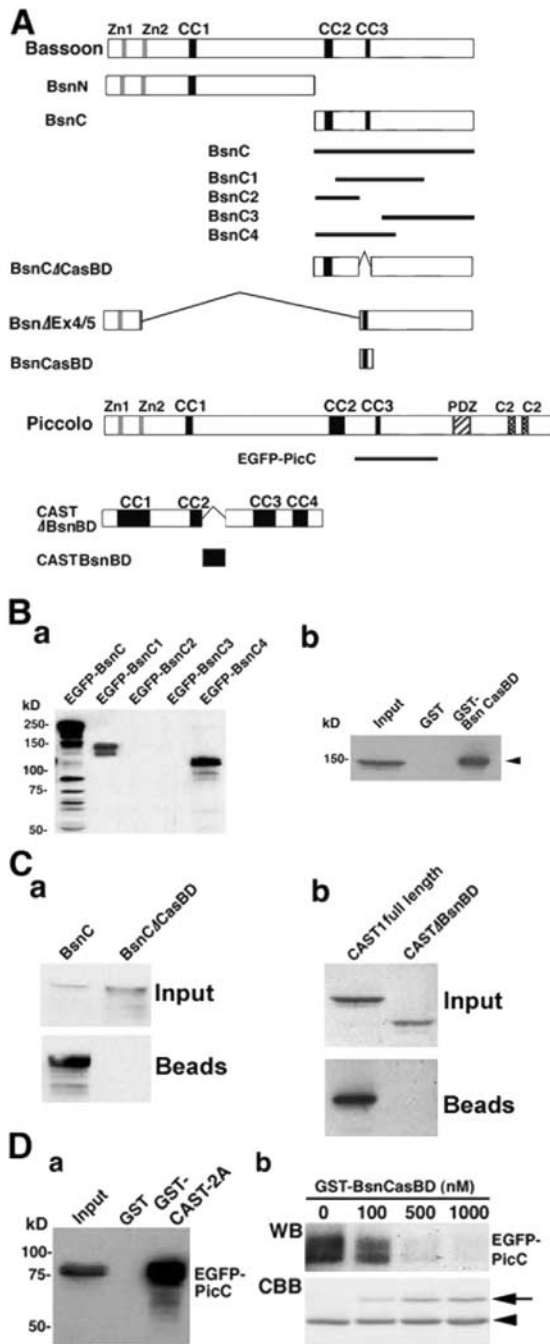 A
Zn1 Zn2 CC1 CC2 CC3
Bassoon
BsnN
BsnC
BsnC
BsnC1
BsnC2
BsnC3
BsnC4
BsnCΔCasBD
BsnΔEx4/5
BsnCasBD
Zn1 Zn2 CC1 CC2 CC3 PDZ C2 C2
Piccolo
EGFP-PicC
CC1 CC2 CC3 CC4
CAST
ΔBsnBD
CASTBsnBD
B
a
EGFP-BsnC
EGFP-BsnC1
EGFP-BsnC2
EGFP-BsnC3
EGFP-BsnC4
kD
250-
150-
100-
75-
50-
b
kD
Input
GST
GST-
Bsn CasBD
150-
C
a
BsnC
BsnCΔCasBD
Input
Beads
b
CAST1full length
CASTΔBsnBD
Input
Beads
D
a
kD
Input
GST
GST-
CAST-2A
100-
75-
50-
EGFP-
PicC
b
GST-BsnCasBD (nM)
0 100 500 1000
WB
EGFP-
PicC
CBB